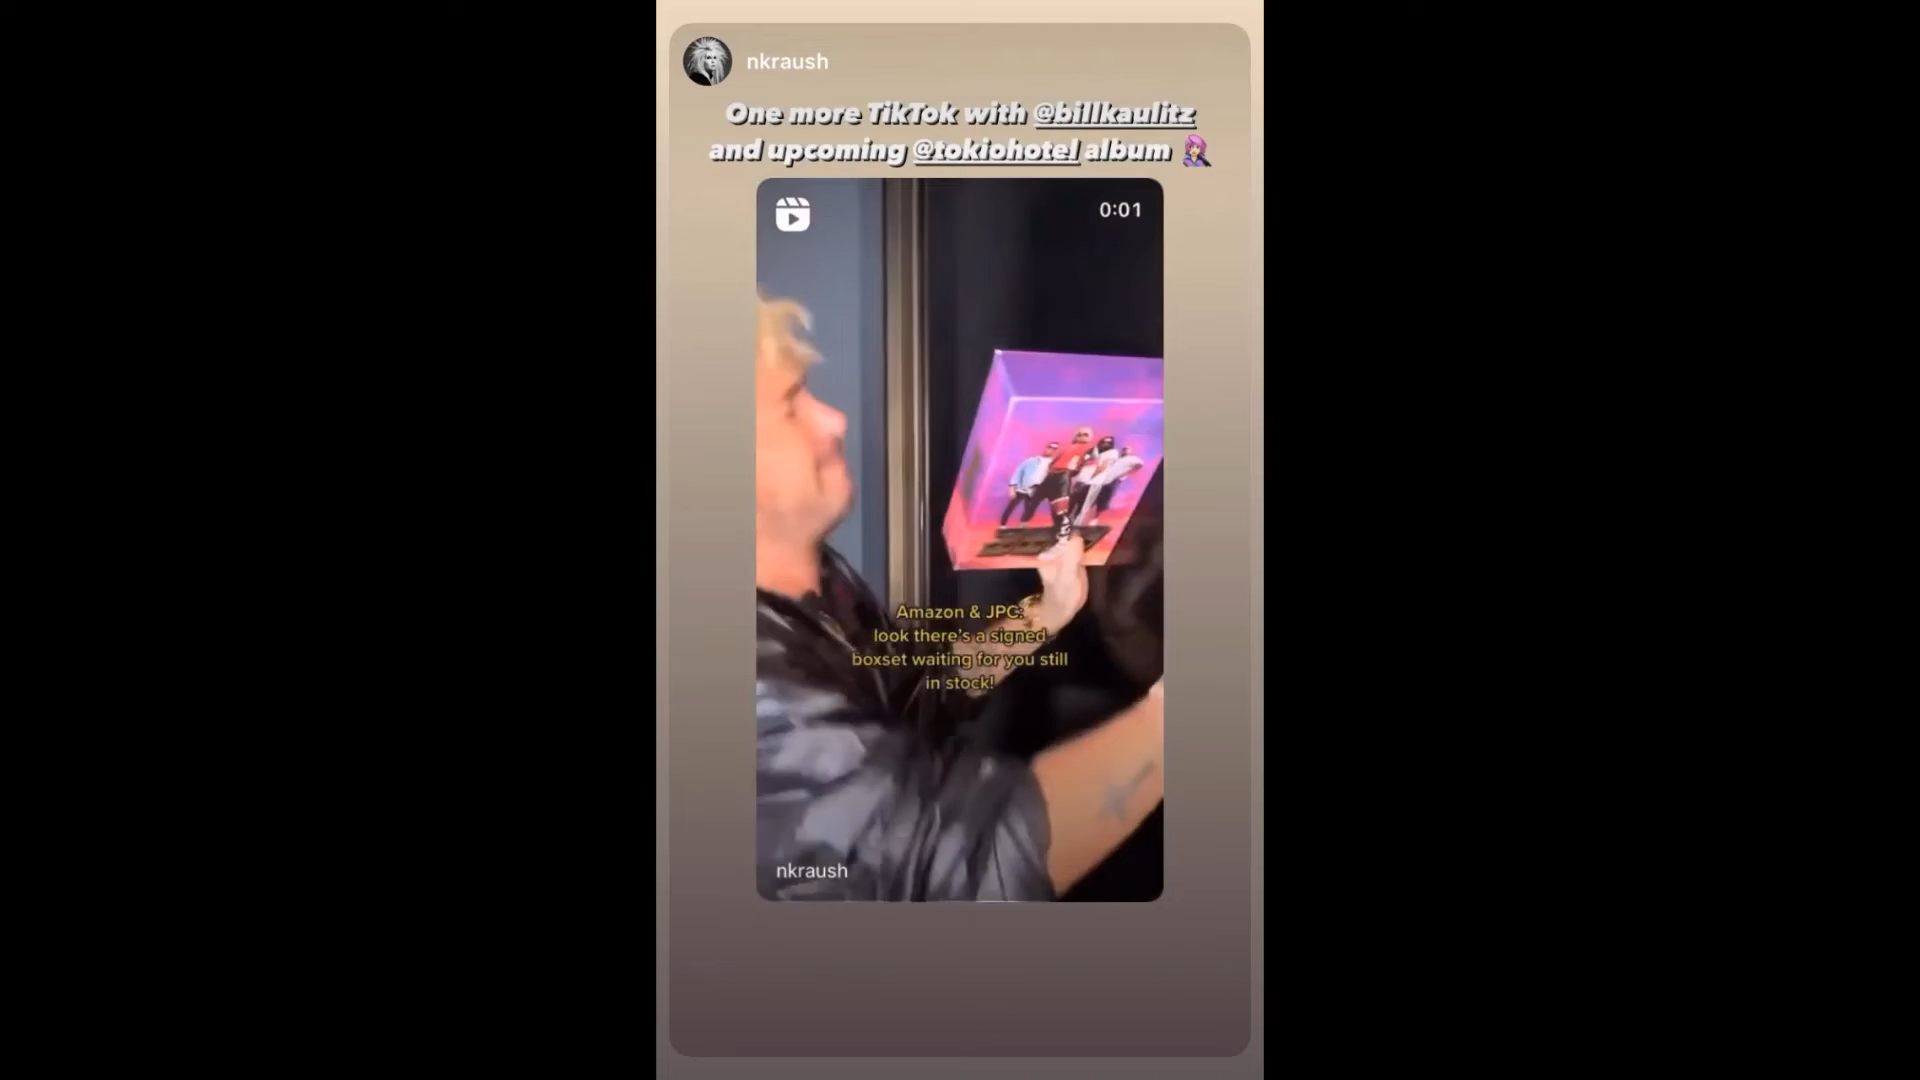 nkraush
One more TikTok with @billkaulitz
and upcoming @tokiohotel album
0:01
Amazon & JPC:
look there's a signed
boxset waiting for you still
in stock!
nkraush